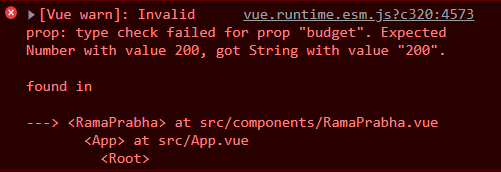 [Vue warn]: Invalid vue.runtime.esm.js?c320:4573
prop: type check failed for prop "budget". Expected
Number with value 200, got String with value "200".
found in
---> <RamaPrabha> at src/components/RamaPrabha.vue
<App> at src/App.vue
<Root>